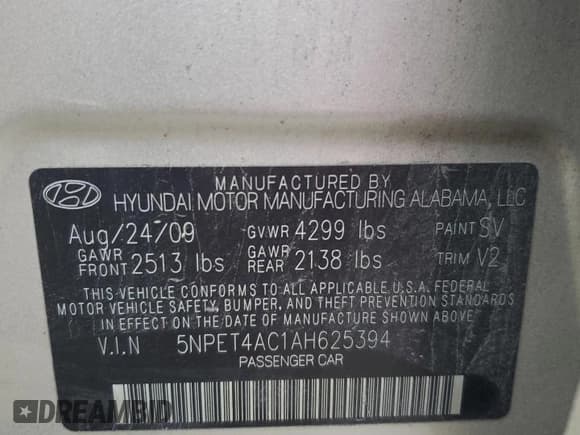 MANUFACTURED BY
HYUNDAI MOTOR MANUFACTURING ALABAMA, LLC
Aug/24/09 GVWR 4299 lbs PAINT SV
GAWR FRONT 2513 lbs GAWR REAR 2138 lbs TRIM V2
THIS VEHICLE CONFORMS TO ALL APPLICABLE U.S.A. FEDERAL
MOTOR VEHICLE SAFETY, BUMPER, AND THEFT PREVENTION STANDARDS
IN EFFECT ON THE DATE OF MANUFACTURE SHOWN ABOVE.
V.I.N 5NPET4AC1AH625394
PASSENGER CAR
DREAMBID